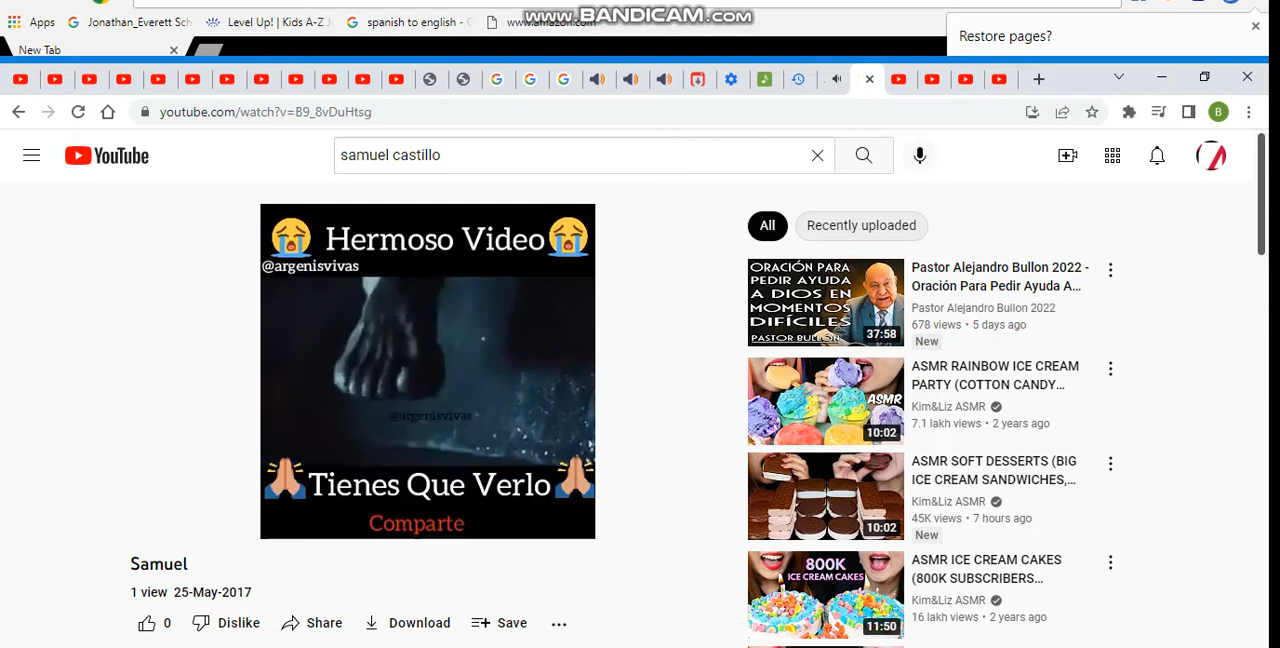 www.BANDICAM.com
Apps
Jonathan_Everett Sch
Level Up! | Kids A-Z J
spanish to english - G
www.amazon.com
Restore pages?
New Tab
youtube.com/watch?v=B9_8vDuHtsg
B
YouTube
samuel castillo
Hermoso Video
@argenisvivas
@argenisvivas
Tienes Que Verlo
Comparte
Samuel
1 view 25-May-2017
0
Dislike
Share
Download
Save
All
Recently uploaded
ORACIÓN PARA
PEDIR AYUDA
A DIOS EN
MOMENTOS
DIFÍCILES
PASTOR BULLON
37:58
Pastor Alejandro Bullon 2022 -
Oración Para Pedir Ayuda A...
Pastor Alejandro Bullon 2022
678 views • 5 days ago
New
ASMR
10:02
ASMR RAINBOW ICE CREAM
PARTY (COTTON CANDY...
Kim&Liz ASMR
7.1 lakh views • 2 years ago
10:02
ASMR SOFT DESSERTS (BIG
ICE CREAM SANDWICHES,...
Kim&Liz ASMR
45K views • 7 hours ago
New
800K
ICE CREAM CAKES
11:50
ASMR ICE CREAM CAKES
(800K SUBSCRIBERS...
Kim&Liz ASMR
16 lakh views • 2 years ago